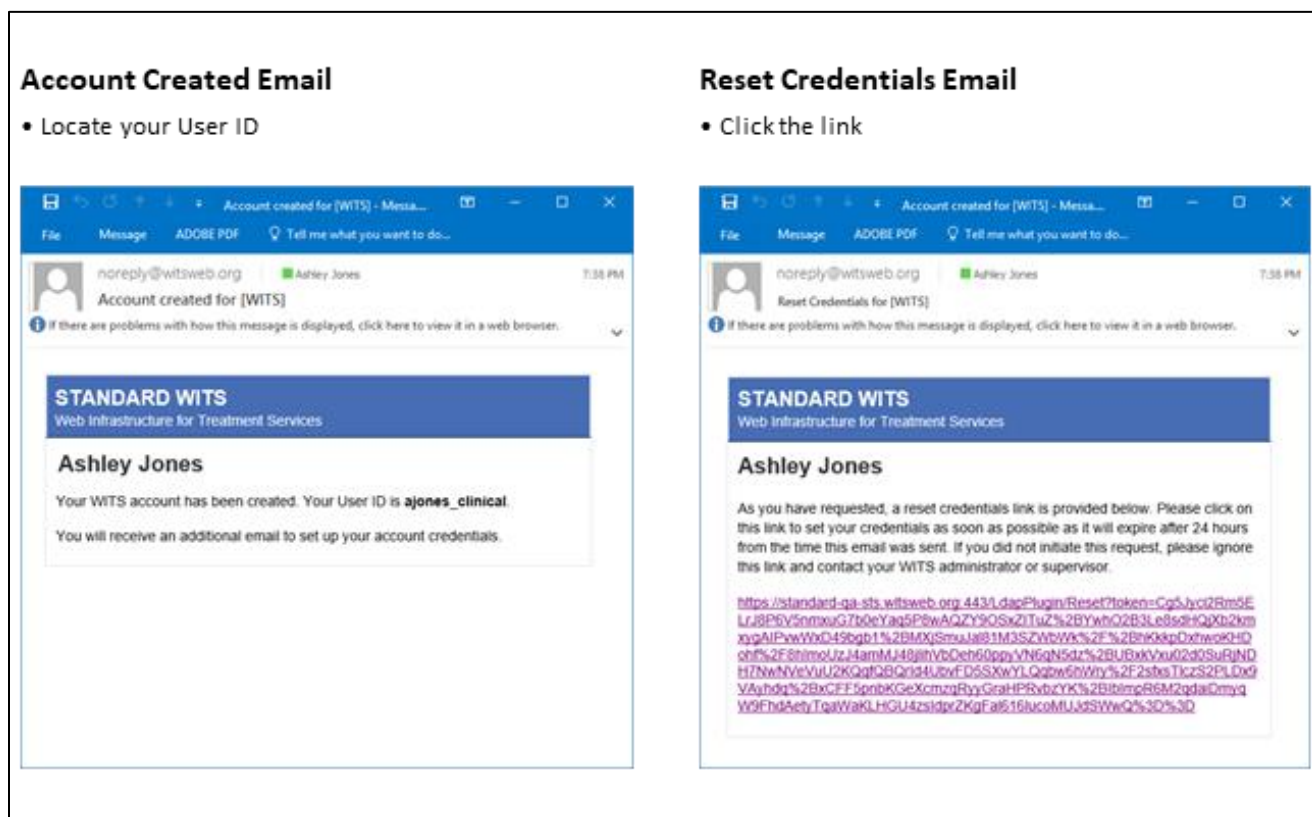 Account Created Email
• Locate your User ID
Account created for [WITS] - Messa...
File Message ADOBE PDF Tell me what you want to do...
noreply@witsweb.org Ashley Jones 7:38 PM
Account created for [WITS]
If there are problems with how this message is displayed, click here to view it in a web browser.
STANDARD WITS
Web Infrastructure for Treatment Services
Ashley Jones
Your WITS account has been created. Your User ID is ajones_clinical.
You will receive an additional email to set up your account credentials.
Reset Credentials Email
• Click the link
Account created for [WITS] - Messa...
File Message ADOBE PDF Tell me what you want to do...
noreply@witsweb.org Ashley Jones 7:38 PM
Reset Credentials for [WITS]
If there are problems with how this message is displayed, click here to view it in a web browser.
STANDARD WITS
Web Infrastructure for Treatment Services
Ashley Jones
As you have requested, a reset credentials link is provided below. Please click on
this link to set your credentials as soon as possible as it will expire after 24 hours
from the time this email was sent. If you did not initiate this request, please ignore
this link and contact your WITS administrator or supervisor.